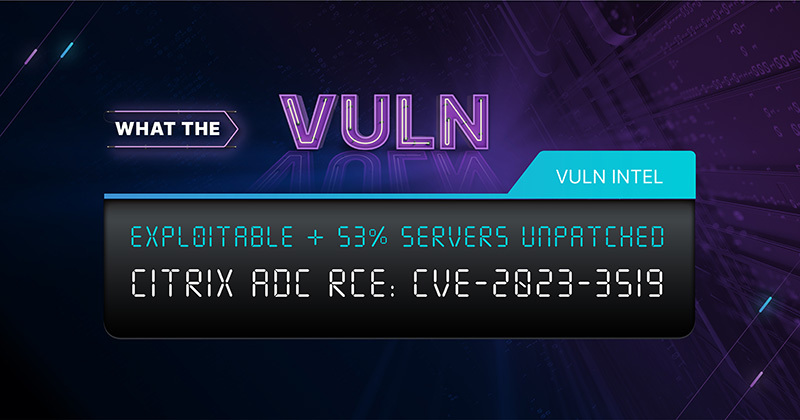 WHAT THE VULN
VULN INTEL
EXPLOITABLE + 53% SERVERS UNPATCHED
CITRIX ADC RCE: CVE-2023-3519